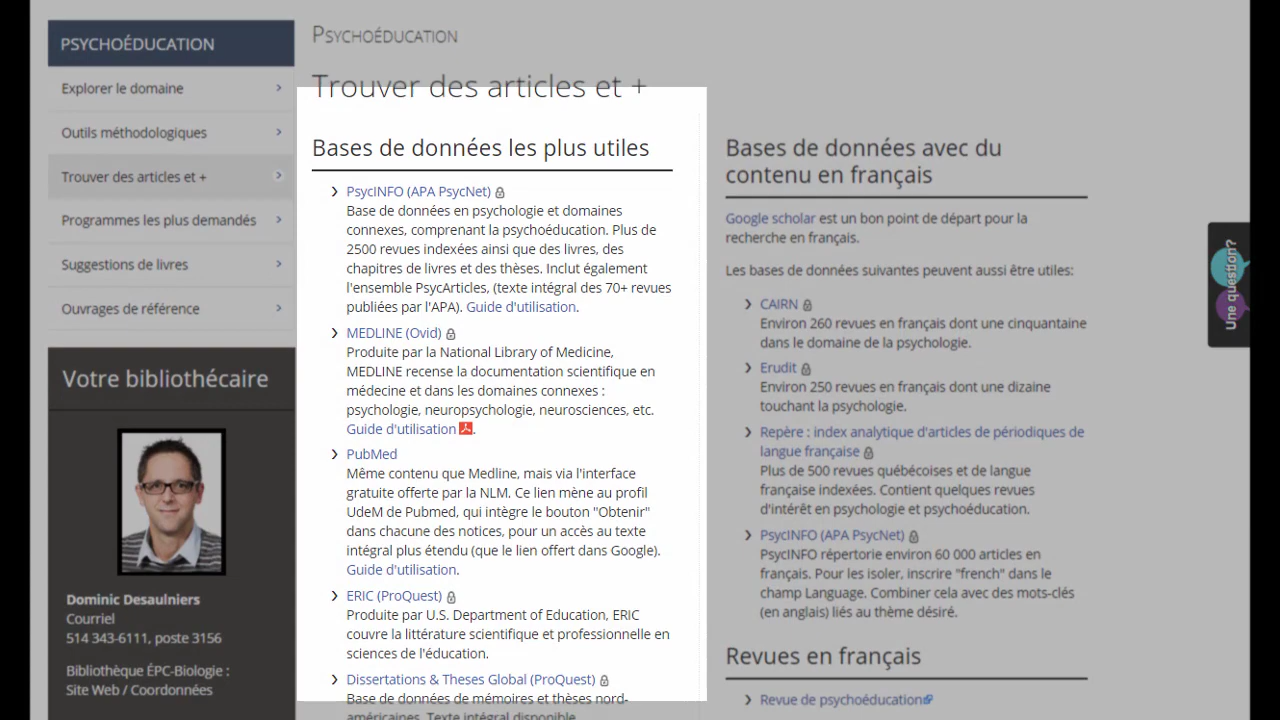 PSYCHOÉDUCATION
Explorer le domaine
Outils méthodologiques
Trouver des articles et +
Programmes les plus demandés
Suggestions de livres
Ouvrages de référence
Votre bibliothécaire
Dominic Desaulniers
Courriel
514 343-6111, poste 3156
Bibliothèque ÉPC-Biologie :
Site Web / Coordonnées
PSYCHOÉDUCATION
Trouver des articles et +
Bases de données les plus utiles
PsycINFO (APA PsycNet)
Base de données en psychologie et domaines
connexes, comprenant la psychoéducation. Plus de
2500 revues indexées ainsi que des livres, des
chapitres de livres et des thèses. Inclut également
l'ensemble PsycArticles, (texte intégral des 70+ revues
publiées par l'APA). Guide d'utilisation.
MEDLINE (Ovid)
Produite par la National Library of Medicine,
MEDLINE recense la documentation scientifique en
médecine et dans les domaines connexes :
psychologie, neuropsychologie, neurosciences, etc.
Guide d'utilisation .
PubMed
Même contenu que Medline, mais via l'interface
gratuite offerte par la NLM. Ce lien mène au profil
UdeM de Pubmed, qui intègre le bouton "Obtenir"
dans chacune des notices, pour un accès au texte
intégral plus étendu (que le lien offert dans Google).
Guide d'utilisation.
ERIC (ProQuest)
Produite par U.S. Department of Education, ERIC
couvre la littérature scientifique et professionnelle en
sciences de l'éducation.
Dissertations & Theses Global (ProQuest)
Base de données de mémoires et thèses nord-
américaines. Texte intégral disponible
Bases de données avec du
contenu en français
Google scholar est un bon point de départ pour la
recherche en français.
Les bases de données suivantes peuvent aussi être utiles:
CAIRN
Environ 260 revues en français dont une cinquantaine
dans le domaine de la psychologie.
Erudit
Environ 250 revues en français dont une dizaine
touchant la psychologie.
Repère : index analytique d'articles de périodiques de
langue française
Plus de 500 revues québécoises et de langue
française indexées. Contient quelques revues
d'intérêt en psychologie et psychoéducation.
PsycINFO (APA PsycNet)
PsycINFO répertorie environ 60 000 articles en
français. Pour les isoler, inscrire "french" dans le
champ Language. Combiner cela avec des mots-clés
(en anglais) liés au thème désiré.
Revues en français
Revue de psychoéducation
Une question?